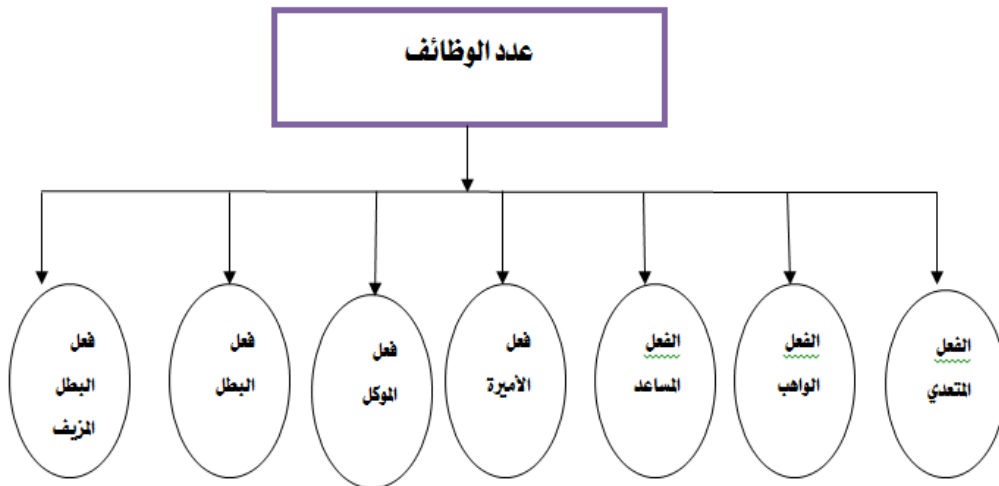 عدد الوظائف
الفعل
المتعدي
الفعل
الواهب
الفعل
المساعد
فعل
الأميرة
فعل
الموكل
فعل
البطل
فعل
البطل
المزيف